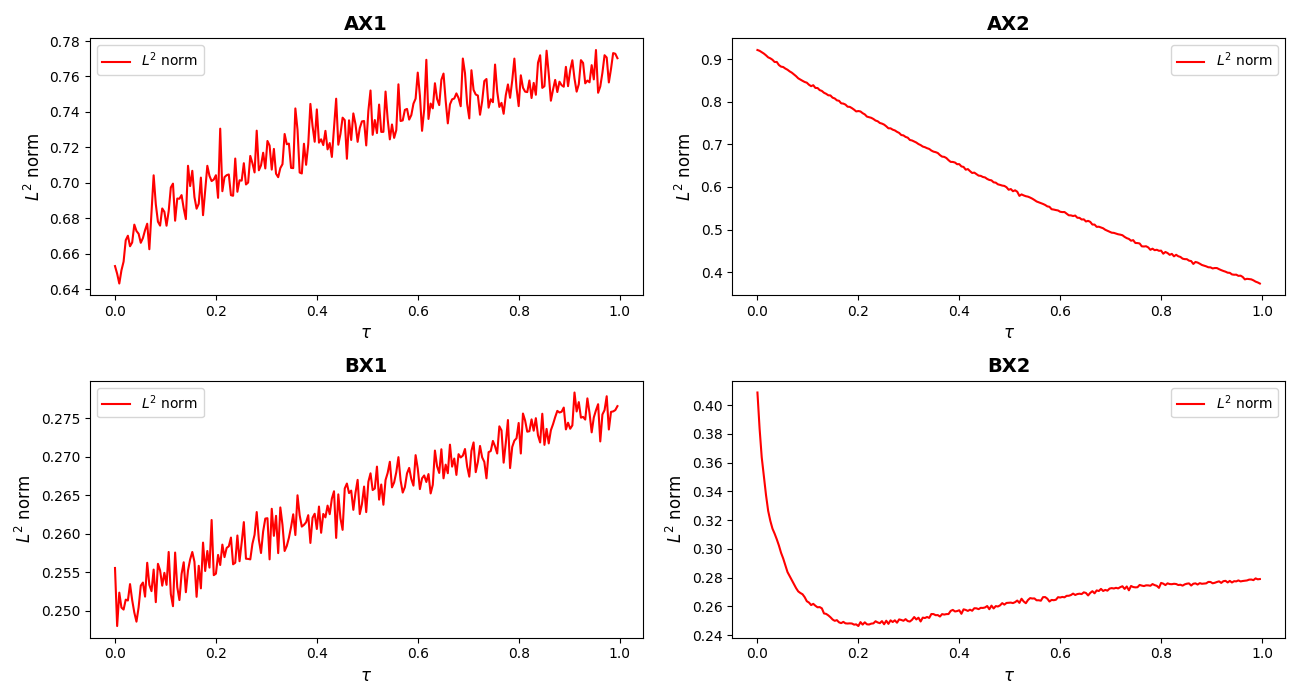 AX1
L² norm
0.78
0.76
0.74
0.72
0.70
0.68
0.66
0.64
L² norm
0.0 0.2 0.4 0.6 0.8 1.0
τ
AX2
L² norm
0.9
0.8
0.7
0.6
0.5
0.4
L² norm
0.0 0.2 0.4 0.6 0.8 1.0
τ
BX1
L² norm
0.275
0.270
0.265
0.260
0.255
0.250
L² norm
0.0 0.2 0.4 0.6 0.8 1.0
τ
BX2
L² norm
0.40
0.38
0.36
0.34
0.32
0.30
0.28
0.26
0.24
L² norm
0.0 0.2 0.4 0.6 0.8 1.0
τ